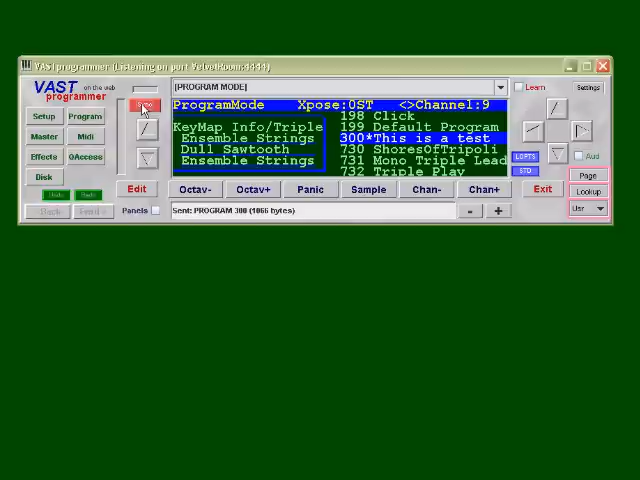 VAST programmer (Listening on port VelvetRoom:4444)
VAST on the web
programmer
[PROGRAM MODE]
Learn
Settings
Sync
ProgramMode Xpose:0ST <>Channel:9
198 Click
KeyMap Info/Triple 199 Default Program
Ensemble Strings 300*This is a test
Dull Sawtooth 730 ShoresOfTripoli
Ensemble Strings 731 Mono Triple Lead
732 Triple Play
Setup Program
Master Midi
Effects QAccess
Disk
STD
Aud
Page
Lookup
Usr
Edit
Octav- Octav+ Panic Sample Chan- Chan+
Exit
Panels
Sent: PROGRAM 300 (1066 bytes)
- +